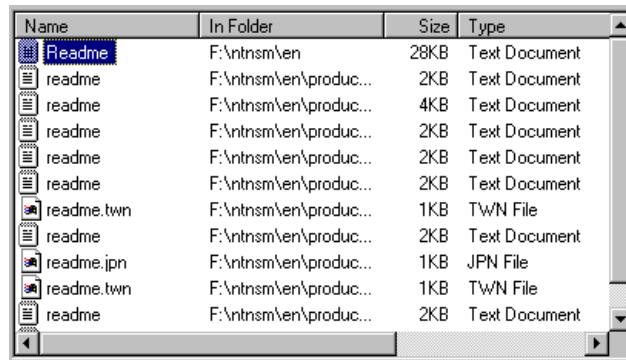 Name In Folder Size Type
Readme F:\ntnsm\en 28KB Text Document
readme F:\ntnsm\en\produc... 2KB Text Document
readme F:\ntnsm\en\produc... 4KB Text Document
readme F:\ntnsm\en\produc... 2KB Text Document
readme F:\ntnsm\en\produc... 2KB Text Document
readme F:\ntnsm\en\produc... 2KB Text Document
readme.twn F:\ntnsm\en\produc... 1KB TWN File
readme F:\ntnsm\en\produc... 2KB Text Document
readme.jpn F:\ntnsm\en\produc... 1KB JPN File
readme.twn F:\ntnsm\en\produc... 1KB TWN File
readme F:\ntnsm\en\produc... 2KB Text Document